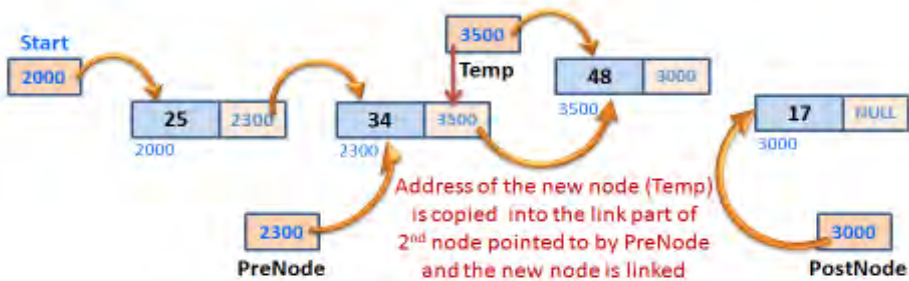 Start
2000
3500
Temp
25 2300
2000
34 3500
2300
48 3000
3500
17 NULL
3000
Address of the new node (Temp)
is copied into the link part of
2nd node pointed to by PreNode
and the new node is linked
2300
PreNode
3000
PostNode